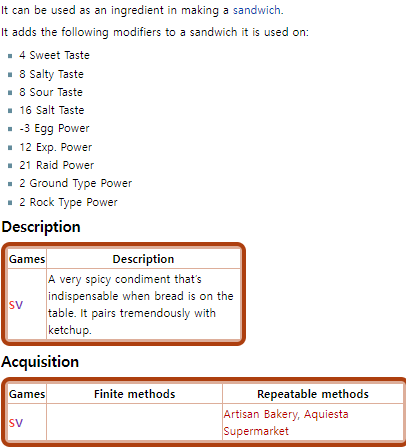 It can be used as an ingredient in making a sandwich.
It adds the following modifiers to a sandwich it is used on:
4 Sweet Taste
8 Salty Taste
8 Sour Taste
16 Salt Taste
-3 Egg Power
12 Exp. Power
21 Raid Power
2 Ground Type Power
2 Rock Type Power
Description
Games Description
A very spicy condiment that's
indispensable when bread is on the
SV
table. It pairs tremendously with
ketchup.
Acquisition
Games Finite methods Repeatable methods
SV
Artisan Bakery, Aquiesta
Supermarket